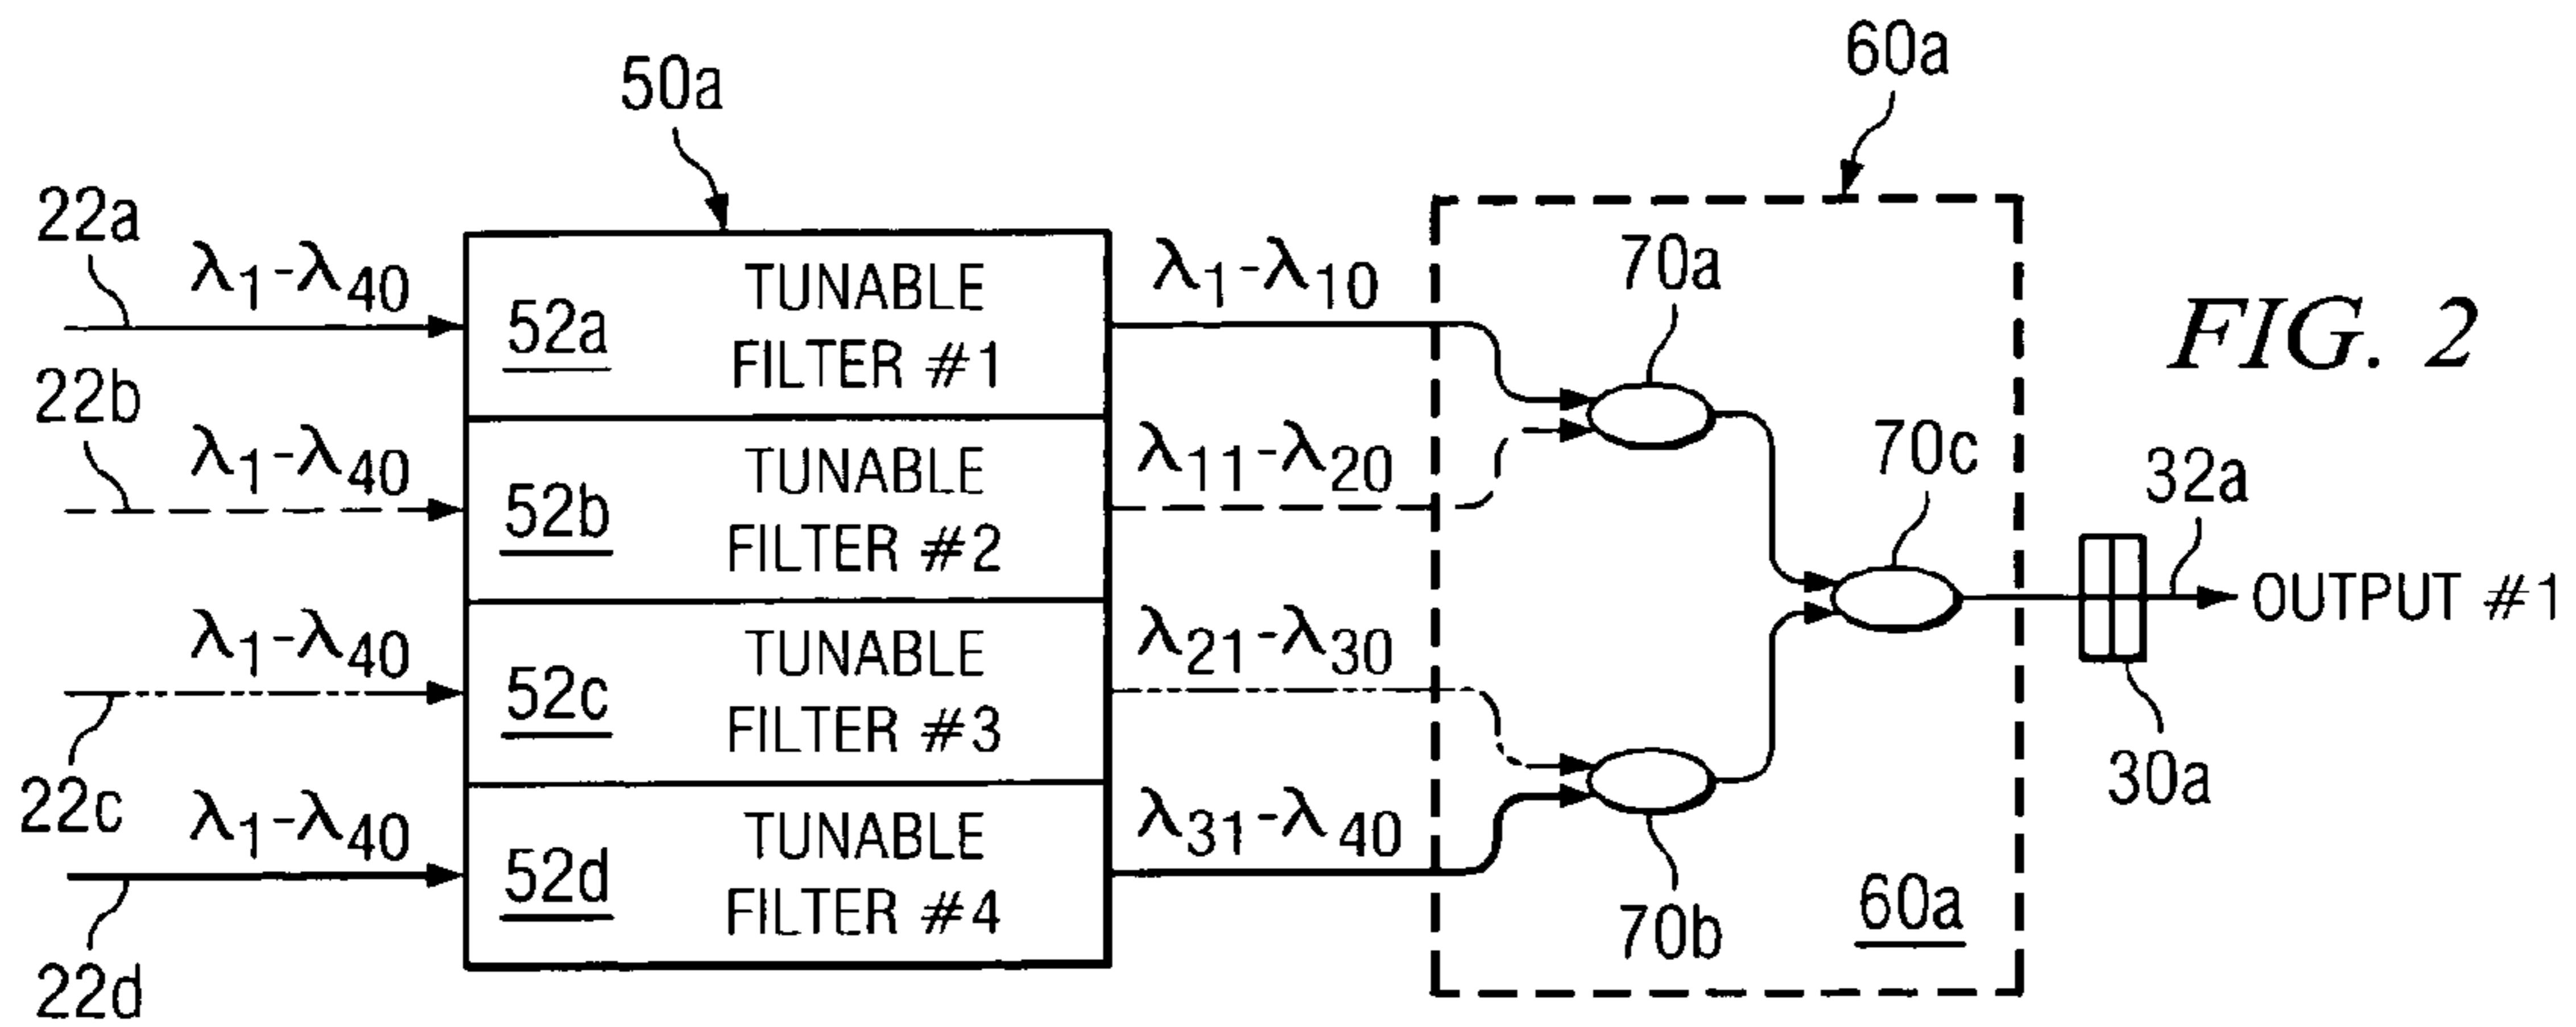 60a
50a
22a
λ1-λ40
52a
TUNABLE
FILTER #1
λ1-λ10
70a
FIG. 2
22b
λ1-λ40
52b
TUNABLE
FILTER #2
λ11-λ20
70c
32a
OUTPUT #1
λ1-λ40
22c
52c
TUNABLE
FILTER #3
λ21-λ30
30a
λ1-λ40
22d
52d
TUNABLE
FILTER #4
λ31-λ40
70b
60a